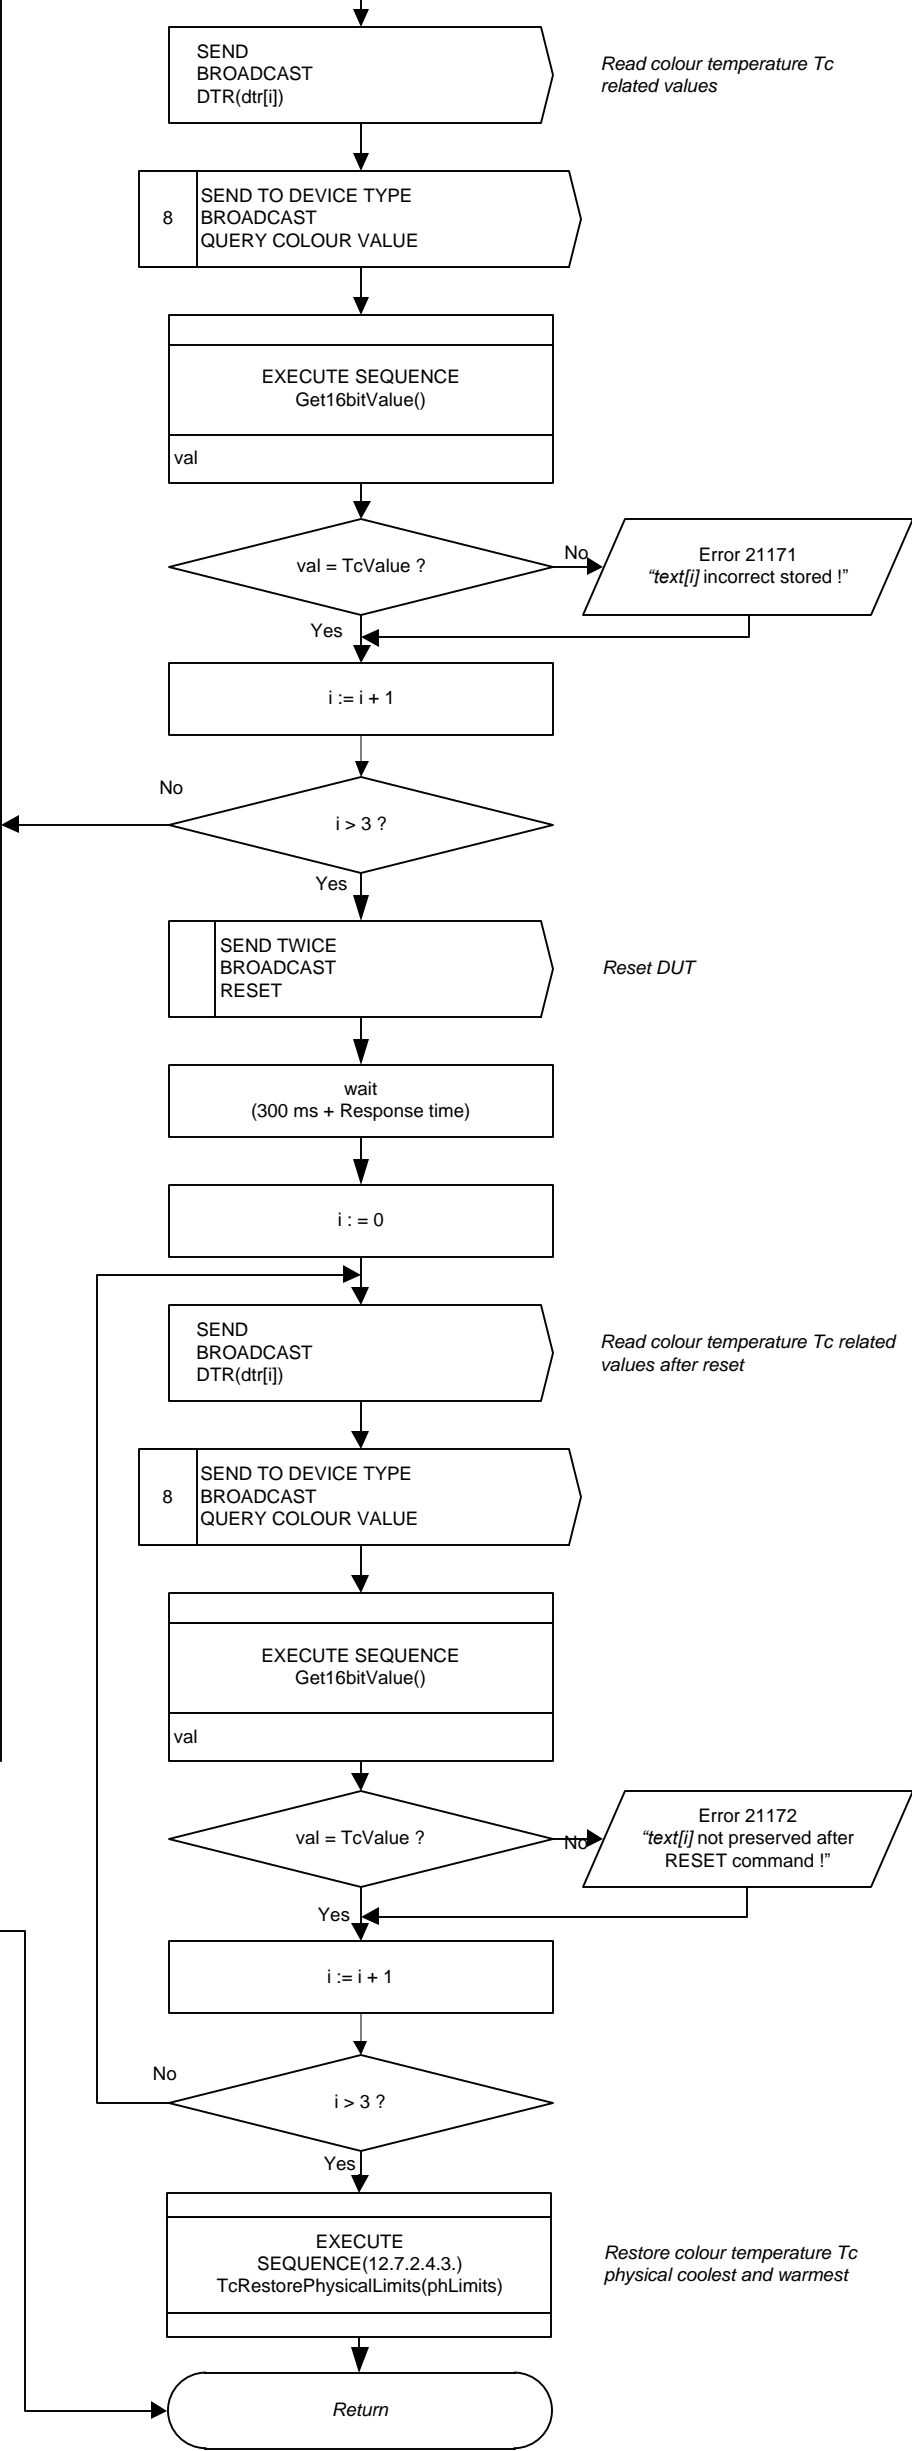 SEND
BROADCAST
DTR(dtr[i])
Read colour temperature Tc
related values
8
SEND TO DEVICE TYPE
BROADCAST
QUERY COLOUR VALUE
EXECUTE SEQUENCE
Get16bitValue()
val
val = TcValue ?
No
Error 21171
“text[i] incorrect stored !”
Yes
i := i + 1
No
i > 3 ?
Yes
SEND TWICE
BROADCAST
RESET
Reset DUT
wait
(300 ms + Response time)
i : = 0
SEND
BROADCAST
DTR(dtr[i])
Read colour temperature Tc related
values after reset
8
SEND TO DEVICE TYPE
BROADCAST
QUERY COLOUR VALUE
EXECUTE SEQUENCE
Get16bitValue()
val
val = TcValue ?
No
Error 21172
“text[i] not preserved after
RESET command !”
Yes
i := i + 1
No
i > 3 ?
Yes
EXECUTE
SEQUENCE(12.7.2.4.3.)
TcRestorePhysicalLimits(phLimits)
Restore colour temperature Tc
physical coolest and warmest
Return